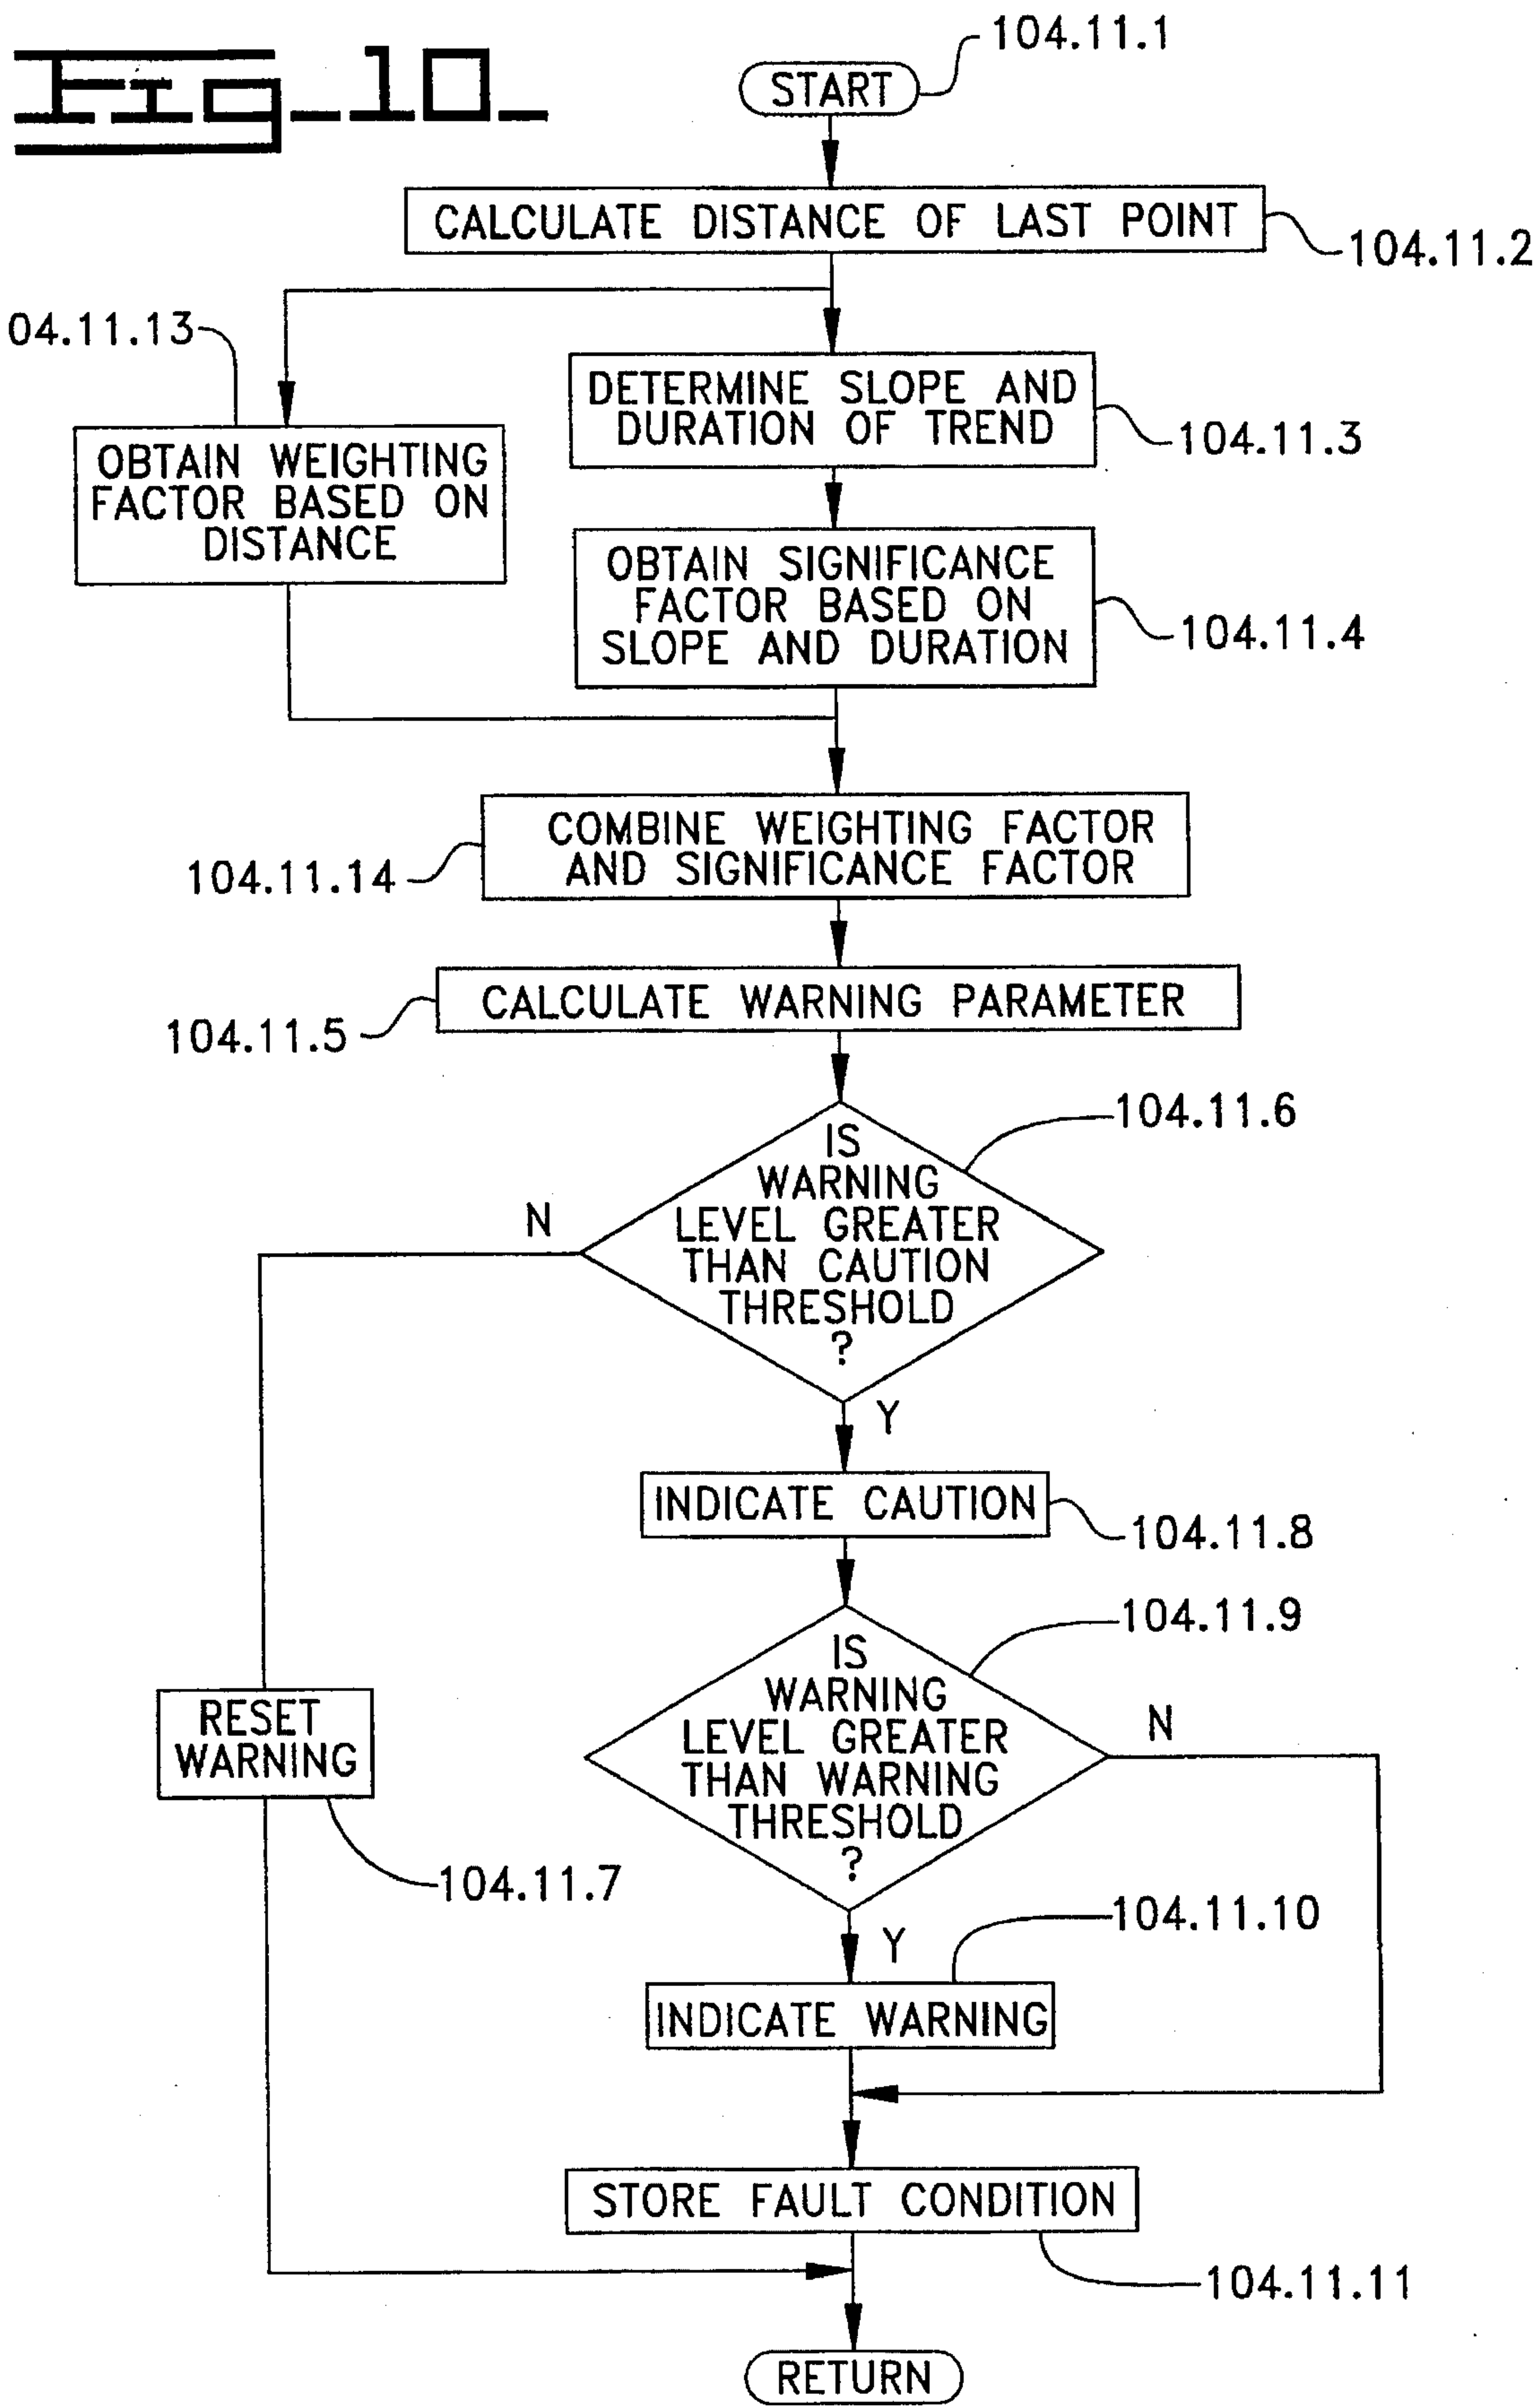 Fig_10_
104.11.1
START
CALCULATE DISTANCE OF LAST POINT
104.11.2
04.11.13
DETERMINE SLOPE AND
DURATION OF TREND
104.11.3
OBTAIN WEIGHTING
FACTOR BASED ON
DISTANCE
OBTAIN SIGNIFICANCE
FACTOR BASED ON
SLOPE AND DURATION
104.11.4
COMBINE WEIGHTING FACTOR
AND SIGNIFICANCE FACTOR
104.11.14
CALCULATE WARNING PARAMETER
104.11.5
104.11.6
IS
WARNING
LEVEL GREATER
THAN CAUTION
THRESHOLD
?
N
Y
INDICATE CAUTION
104.11.8
104.11.9
IS
WARNING
LEVEL GREATER
THAN WARNING
THRESHOLD
?
N
RESET
WARNING
104.11.7
104.11.10
Y
INDICATE WARNING
STORE FAULT CONDITION
104.11.11
RETURN